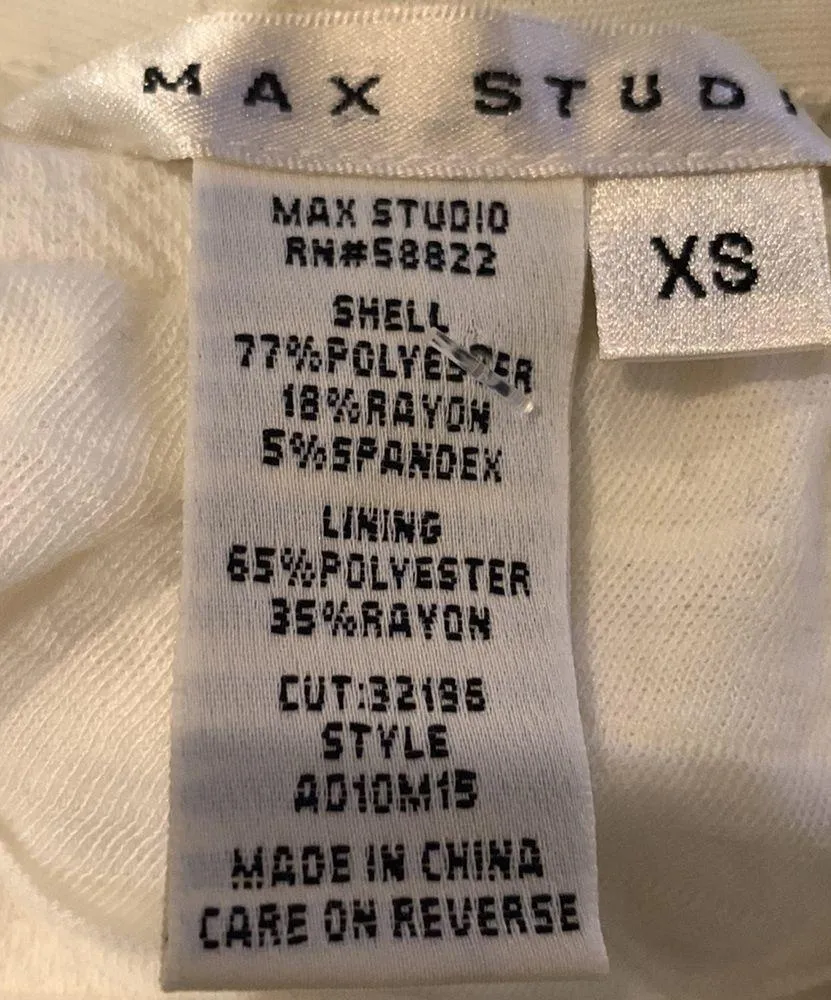 MAX STUDI
MAX STUDIO
RN#58822
XS
SHELL
77%POLYESTER
18%RAYON
5%SPANDEX
LINING
65%POLYESTER
35%RAYON
CUT:32196
STYLE
AD10M15
MADE IN CHINA
CARE ON REVERSE